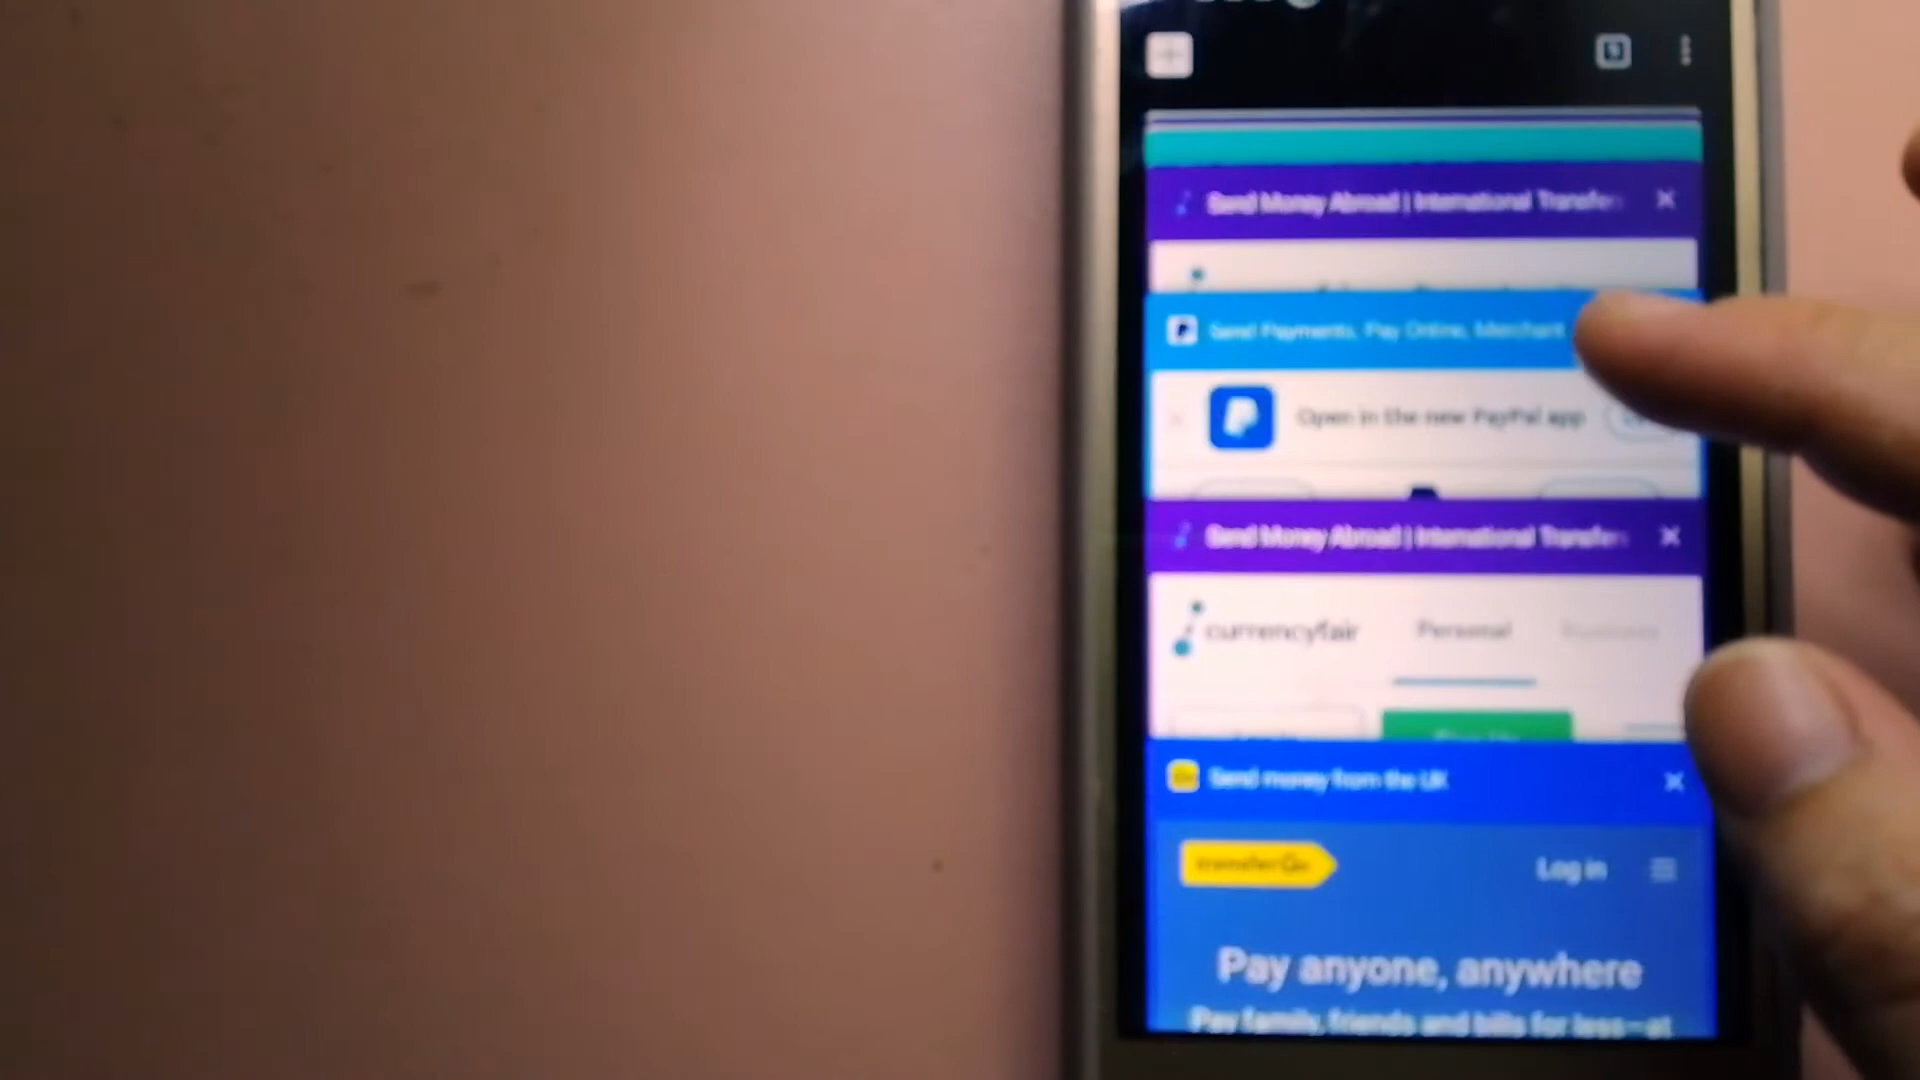 Send Money Abroad | International Transfers
Send Payments, Pay Online, Merchant
Open in the new PayPal app
Send Money Abroad | International Transfers
currencyfair Personal Business
Send money from the UK
transferGo Log in
Pay anyone, anywhere
Pay family, friends and bills for less—at